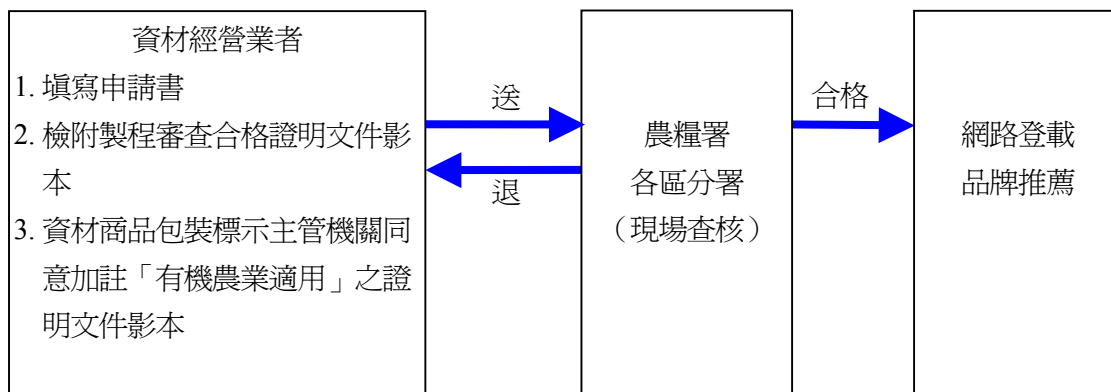 資材經營業者
1. 填寫申請書
2. 檢附製程審查合格證明文件影
本
3. 資材商品包裝標示主管機關同
意加註「有機農業適用」之證
明文件影本
送
退
農糧署
各區分署
（現場查核）
合格
網路登載
品牌推薦